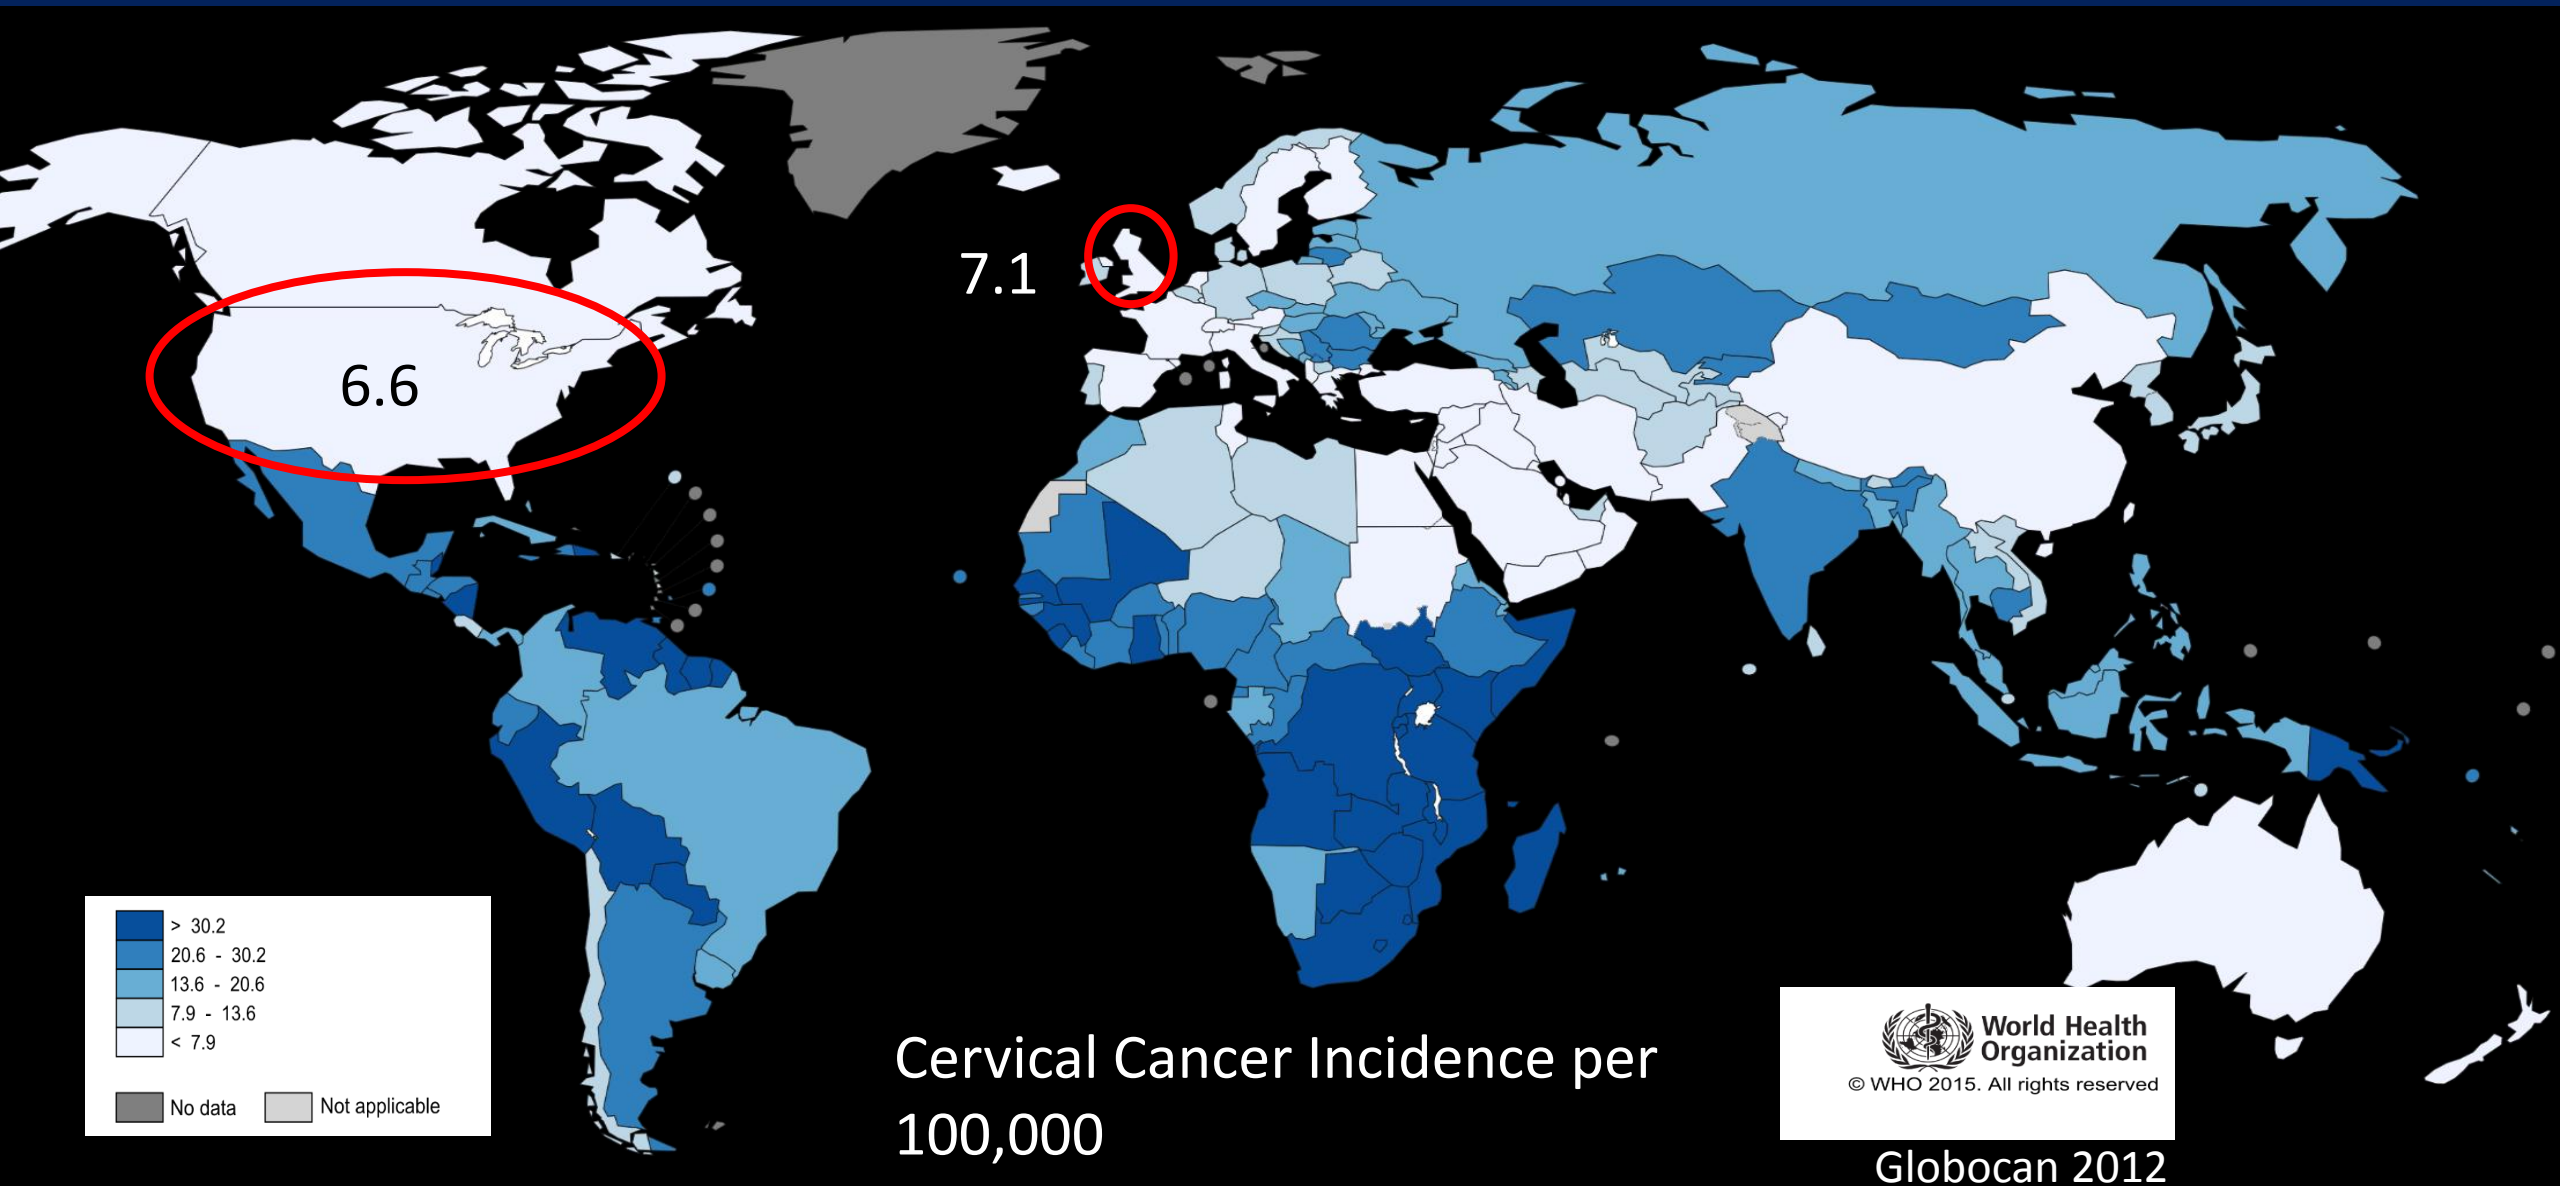 7.1
6.6
> 30.2
20.6 - 30.2
13.6 - 20.6
7.9 - 13.6
< 7.9
No data
Not applicable
Cervical Cancer Incidence per
100,000
World Health
Organization
© WHO 2015. All rights reserved
Globocan 2012